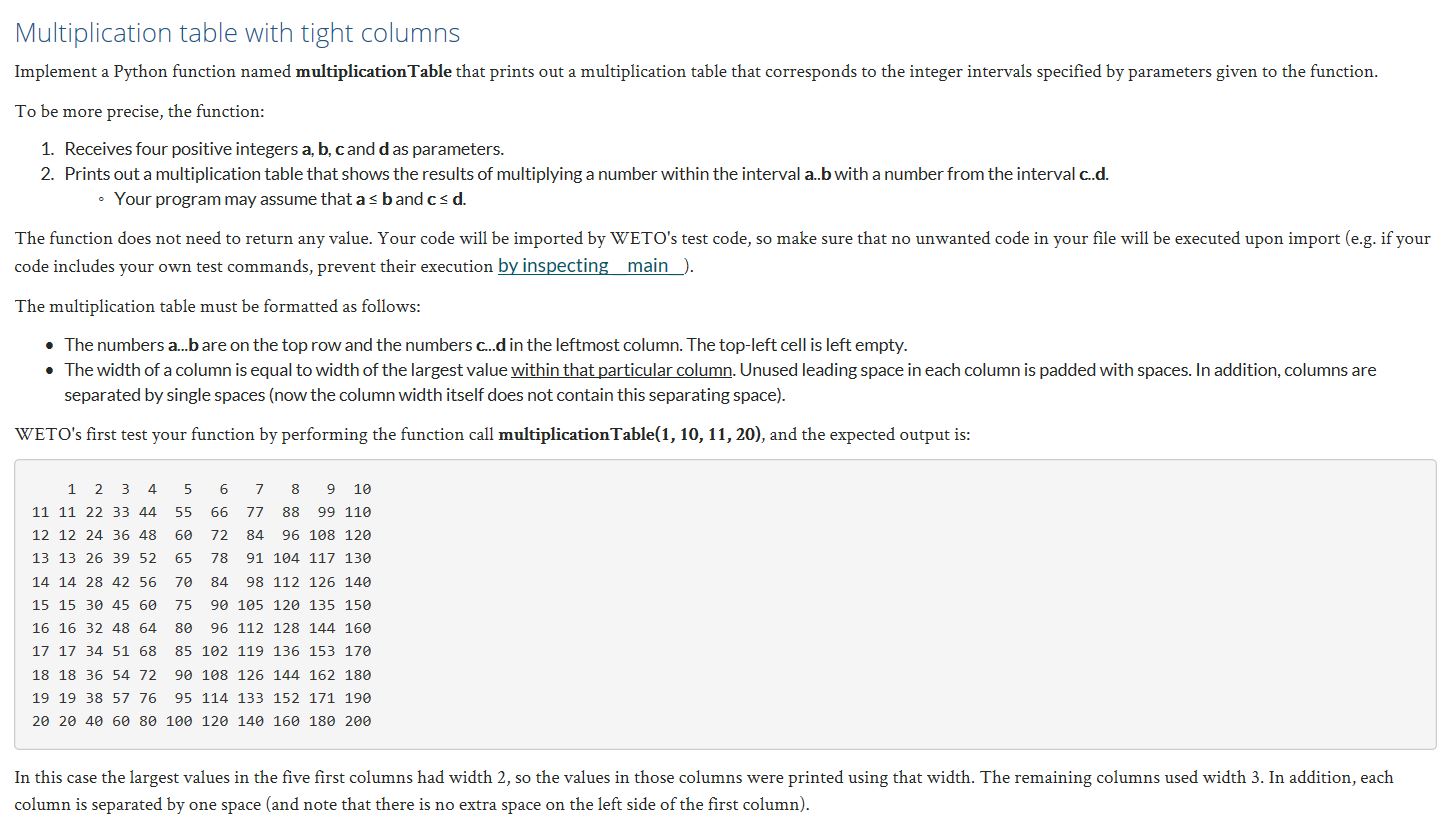 Multiplication table with tight columns
Implement a Python function named multiplicationTable that prints out a multiplication table that corresponds to the integer intervals specified by parameters given to the function.
To be more precise, the function:
1. Receives four positive integers a, b, c and d as parameters.
2. Prints out a multiplication table that shows the results of multiplying a number within the interval a..b with a number from the interval c..d.
◦ Your program may assume that a ≤ b and c ≤ d.
The function does not need to return any value. Your code will be imported by WETO's test code, so make sure that no unwanted code in your file will be executed upon import (e.g. if your
code includes your own test commands, prevent their execution by inspecting __main__).
The multiplication table must be formatted as follows:
• The numbers a...b are on the top row and the numbers c...d in the leftmost column. The top-left cell is left empty.
• The width of a column is equal to width of the largest value within that particular column. Unused leading space in each column is padded with spaces. In addition, columns are
separated by single spaces (now the column width itself does not contain this separating space).
WETO's first test your function by performing the function call multiplicationTable(1, 10, 11, 20), and the expected output is:
    1  2  3  4   5   6   7   8   9  10
11 11 22 33 44  55  66  77  88  99 110
12 12 24 36 48  60  72  84  96 108 120
13 13 26 39 52  65  78  91 104 117 130
14 14 28 42 56  70  84  98 112 126 140
15 15 30 45 60  75  90 105 120 135 150
16 16 32 48 64  80  96 112 128 144 160
17 17 34 51 68  85 102 119 136 153 170
18 18 36 54 72  90 108 126 144 162 180
19 19 38 57 76  95 114 133 152 171 190
20 20 40 60 80 100 120 140 160 180 200
In this case the largest values in the five first columns had width 2, so the values in those columns were printed using that width. The remaining columns used width 3. In addition, each
column is separated by one space (and note that there is no extra space on the left side of the first column).